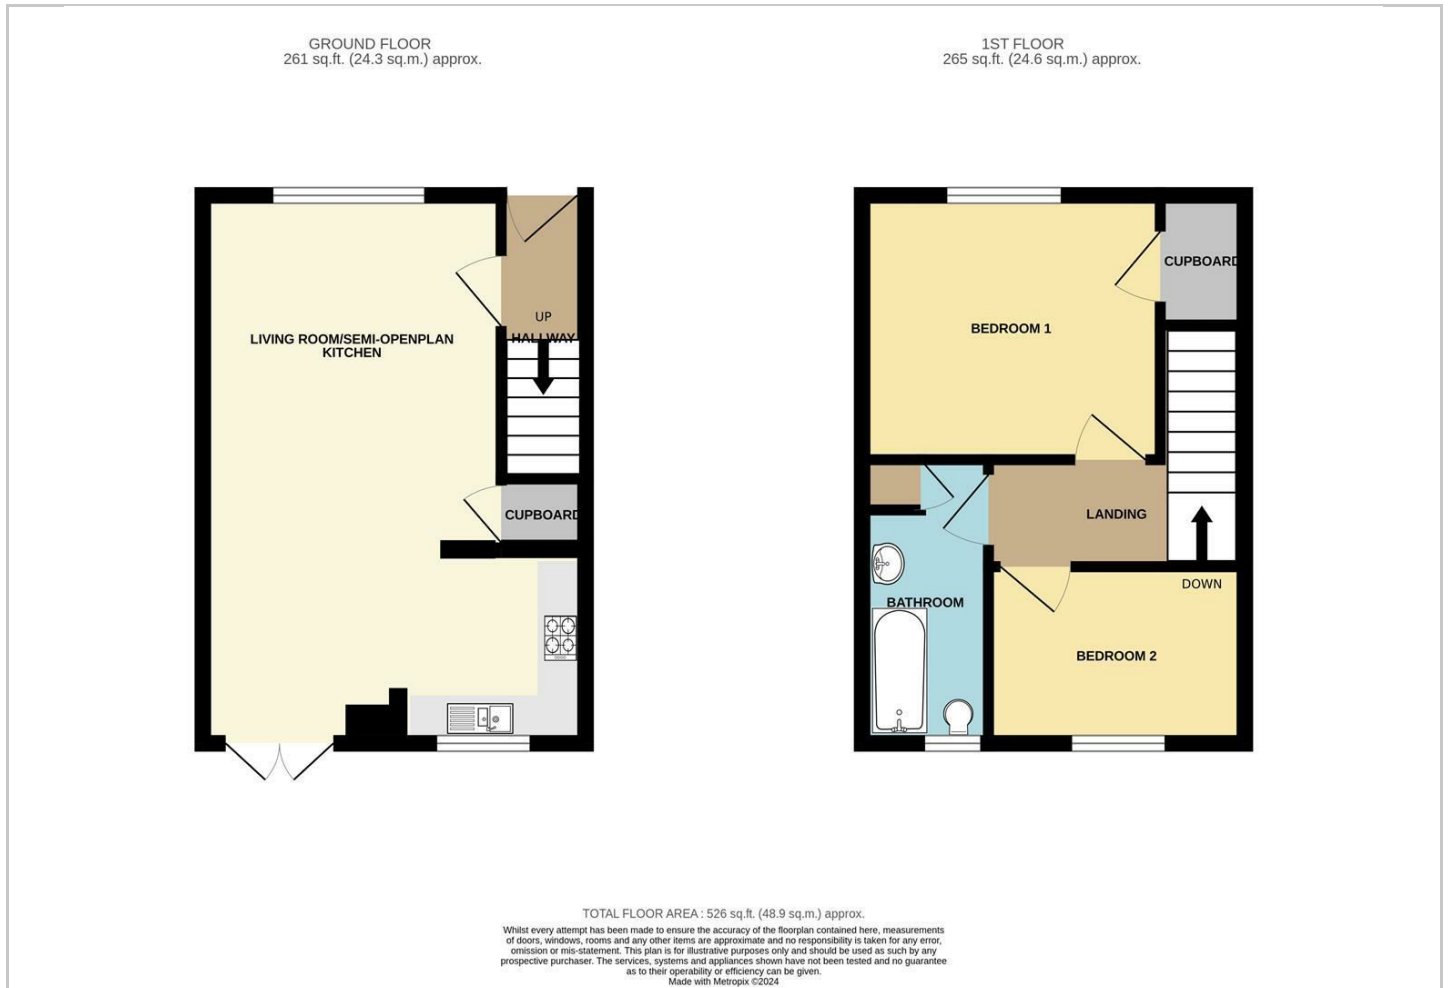 GROUND FLOOR
261 sq.ft. (24.3 sq.m.) approx.
1ST FLOOR
265 sq.ft. (24.6 sq.m.) approx.
LIVING ROOM/SEMI-OPENPLAN
KITCHEN
UP
HALLWAY
CUPBOARD
BEDROOM 1
CUPBOARD
LANDING
DOWN
BATHROOM
BEDROOM 2
TOTAL FLOOR AREA : 526 sq.ft. (48.9 sq.m.) approx.
Whilst every attempt has been made to ensure the accuracy of the floorplan contained here, measurements
of doors, windows, rooms and any other items are approximate and no responsibility is taken for any error,
omission or mis-statement. This plan is for illustrative purposes only and should be used as such by any
prospective purchaser. The services, systems and appliances shown have not been tested and no guarantee
as to their operability or efficiency can be given.
Made with Metropix ©2024